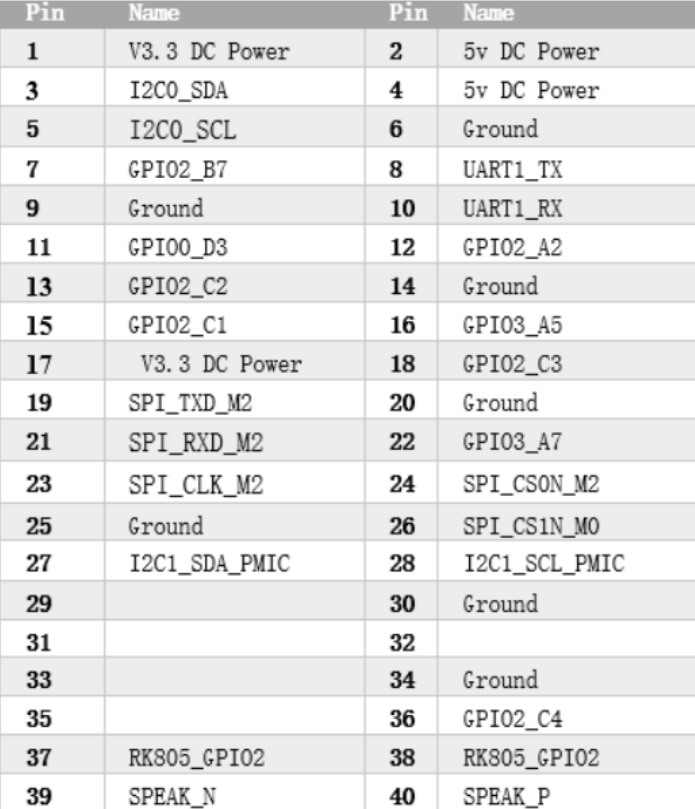 Pin Name Pin Name
1 V3.3 DC Power 2 5v DC Power
3 I2C0_SDA 4 5v DC Power
5 I2C0_SCL 6 Ground
7 GPIO2_B7 8 UART1_TX
9 Ground 10 UART1_RX
11 GPIO0_D3 12 GPIO2_A2
13 GPIO2_C2 14 Ground
15 GPIO2_C1 16 GPIO3_A5
17 V3.3 DC Power 18 GPIO2_C3
19 SPI_TXD_M2 20 Ground
21 SPI_RXD_M2 22 GPIO3_A7
23 SPI_CLK_M2 24 SPI_CS0N_M2
25 Ground 26 SPI_CS1N_M0
27 I2C1_SDA_PMIC 28 I2C1_SCL_PMIC
29 30 Ground
31 32
33 34 Ground
35 36 GPIO2_C4
37 RK805_GPIO2 38 RK805_GPIO2
39 SPEAK_N 40 SPEAK_P